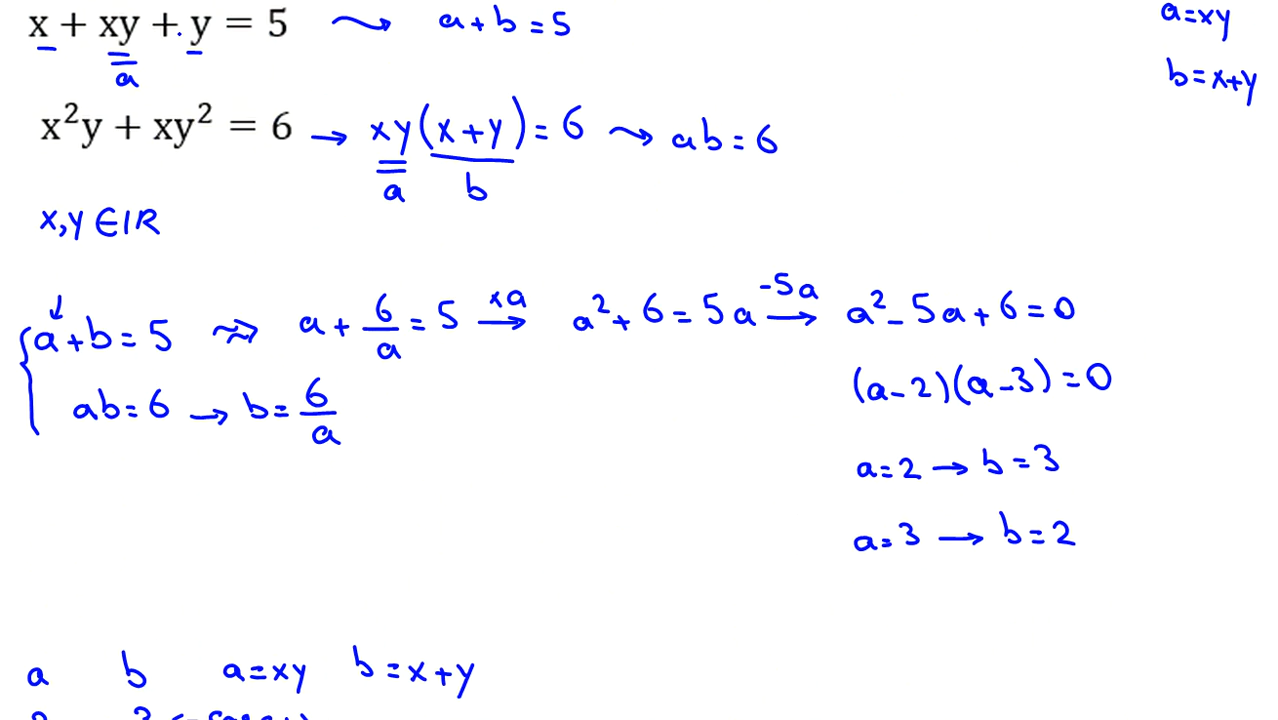 x + xy + y = 5 ⟿ a+b=5 a=xy
a b=x+y
x²y + xy² = 6 → xy(x+y)=6 ⟿ ab=6
a b
x,y ∈ ℝ
a+b=5 ⟿ a+6/a=5 —×a→ a²+6=5a —-5a→ a²-5a+6=0
ab=6 → b=6/a (a-2)(a-3)=0
a=2 → b=3
a=3 → b=2
a b a=xy b=x+y